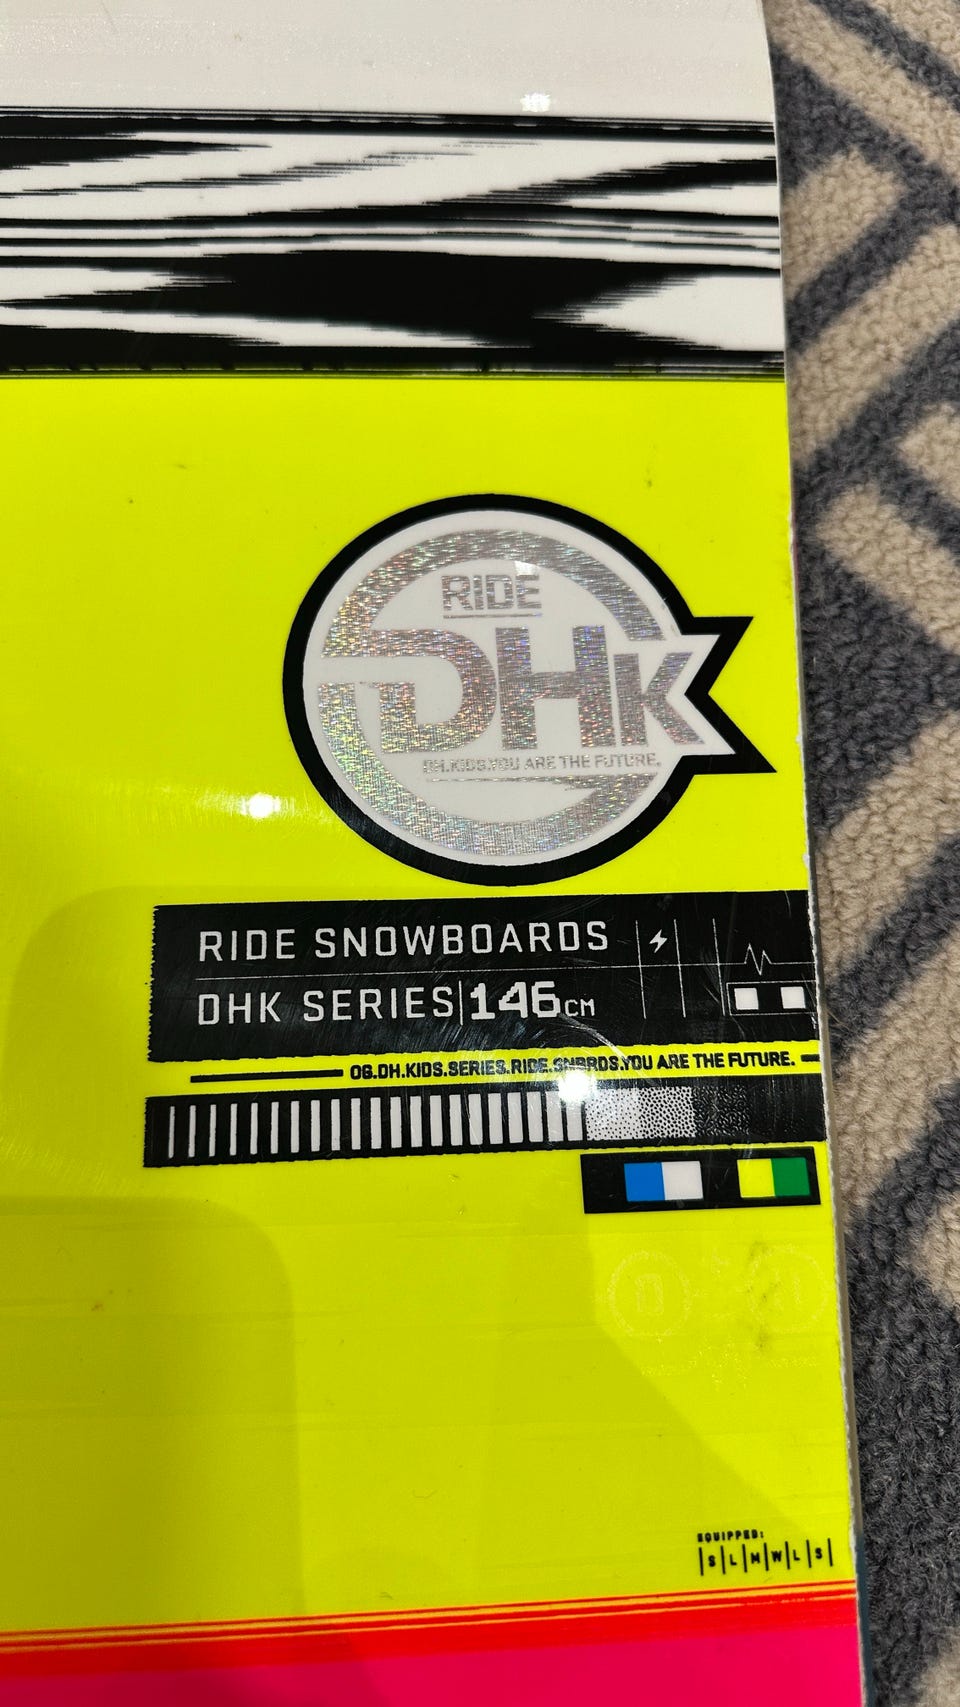 RIDE
DHK
DH.KIDS.YOU ARE THE FUTURE.
RIDE SNOWBOARDS
DHK SERIES|146CM
08.DH.KIDS.SERIES.RIDE.SNBRDS.YOU ARE THE FUTURE.
EQUIPPED:
|S|L|M|W|L|S|